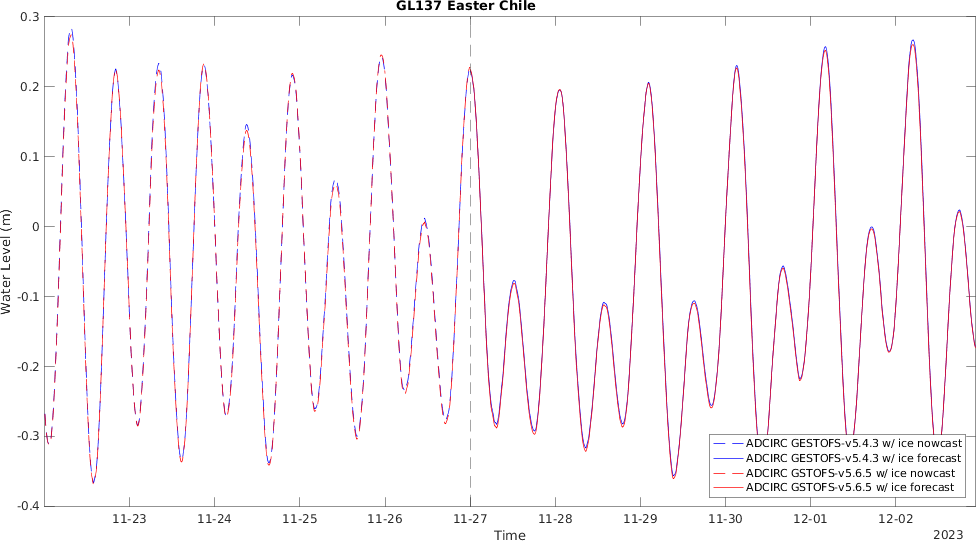 GL137 Easter Chile
Water Level (m)
0.3
0.2
0.1
0
-0.1
-0.2
-0.3
-0.4
ADCIRC GESTOFS-v5.4.3 w/ ice nowcast
ADCIRC GESTOFS-v5.4.3 w/ ice forecast
ADCIRC GSTOFS-v5.6.5 w/ ice nowcast
ADCIRC GSTOFS-v5.6.5 w/ ice forecast
11-23 11-24 11-25 11-26 11-27 11-28 11-29 11-30 12-01 12-02
Time
2023